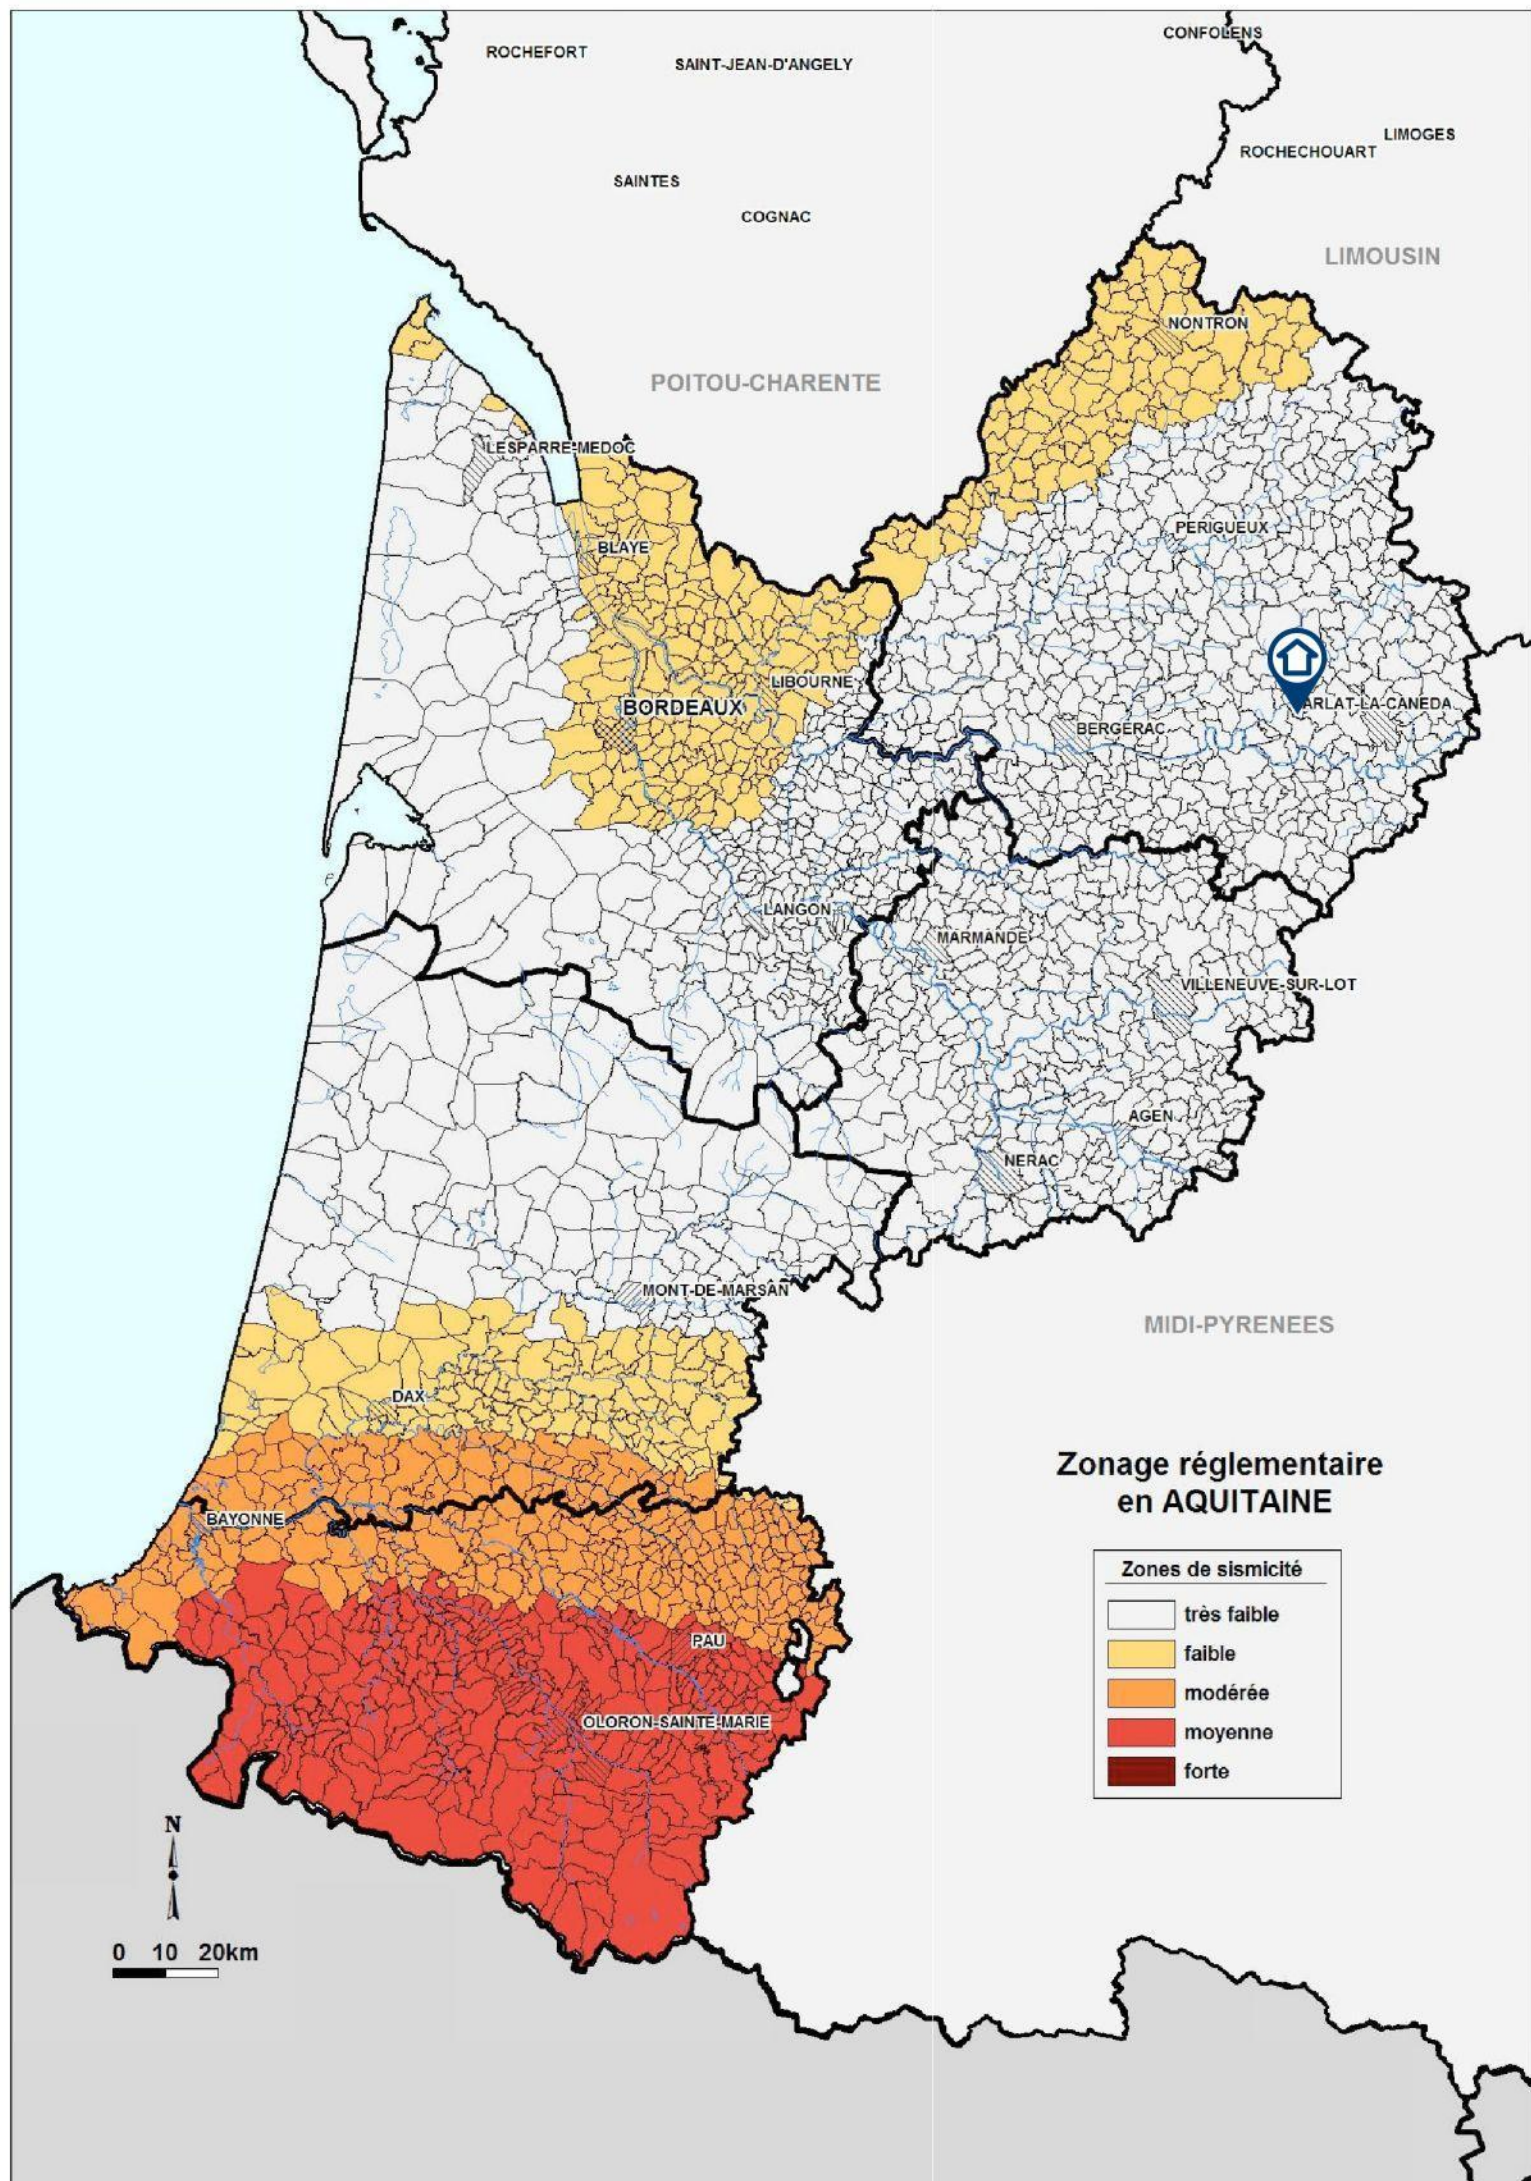 CONFOLENS
ROCHEFORT
SAINT-JEAN-D'ANGELY
LIMOGES
ROCHECHOUART
SAINTES
COGNAC
LIMOUSIN
NONTRON
POITOU-CHARENTE
LESPARRE-MEDOC
PERIGUEUX
BLAYE
LIBOURNE
BORDEAUX
ARLAT-LA-CANEDA
BERGERAC
LANGON
MARMANDE
VILLENEUVE-SUR-LOT
AGEN
NERAC
MONT-DE-MARSAN
MIDI-PYRENEES
DAX
Zonage réglementaire
en AQUITAINE
BAYONNE
Zones de sismicité
très faible
faible
modérée
moyenne
forte
PAU
OLORON-SAINTE-MARIE
N
0 10 20km